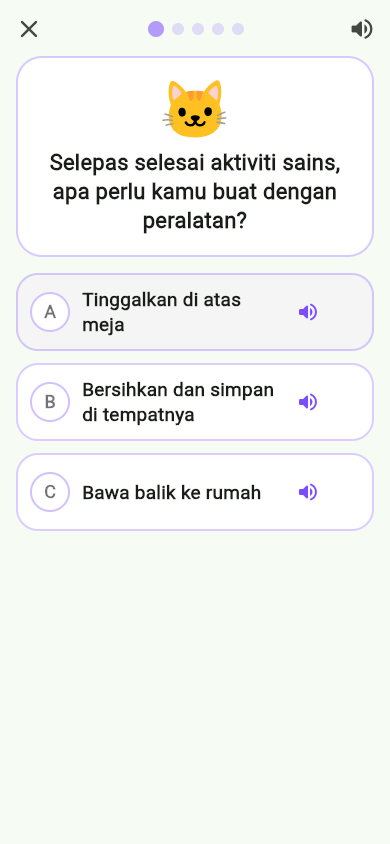 Selepas selesai aktiviti sains,
apa perlu kamu buat dengan
peralatan?
A
Tinggalkan di atas
meja
B
Bersihkan dan simpan
di tempatnya
C
Bawa balik ke rumah